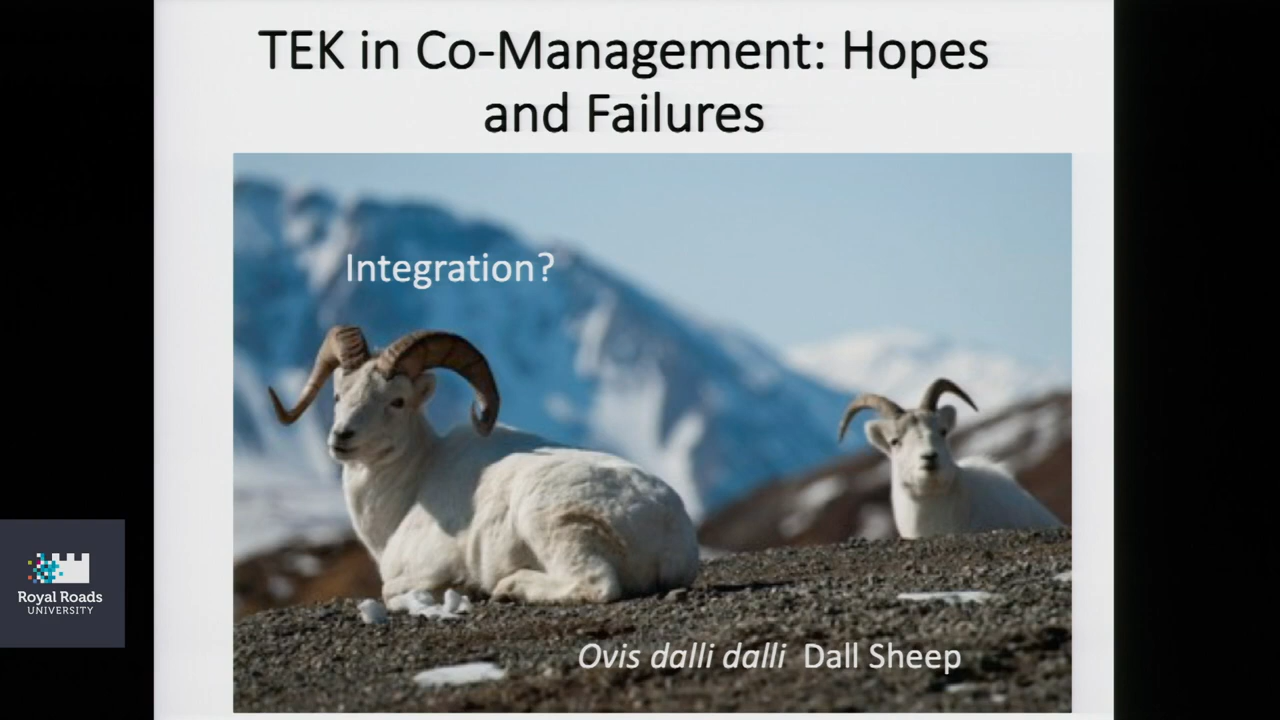 TEK in Co-Management: Hopes
and Failures
Integration?
Ovis dalli dalli Dall Sheep
Royal Roads
UNIVERSITY